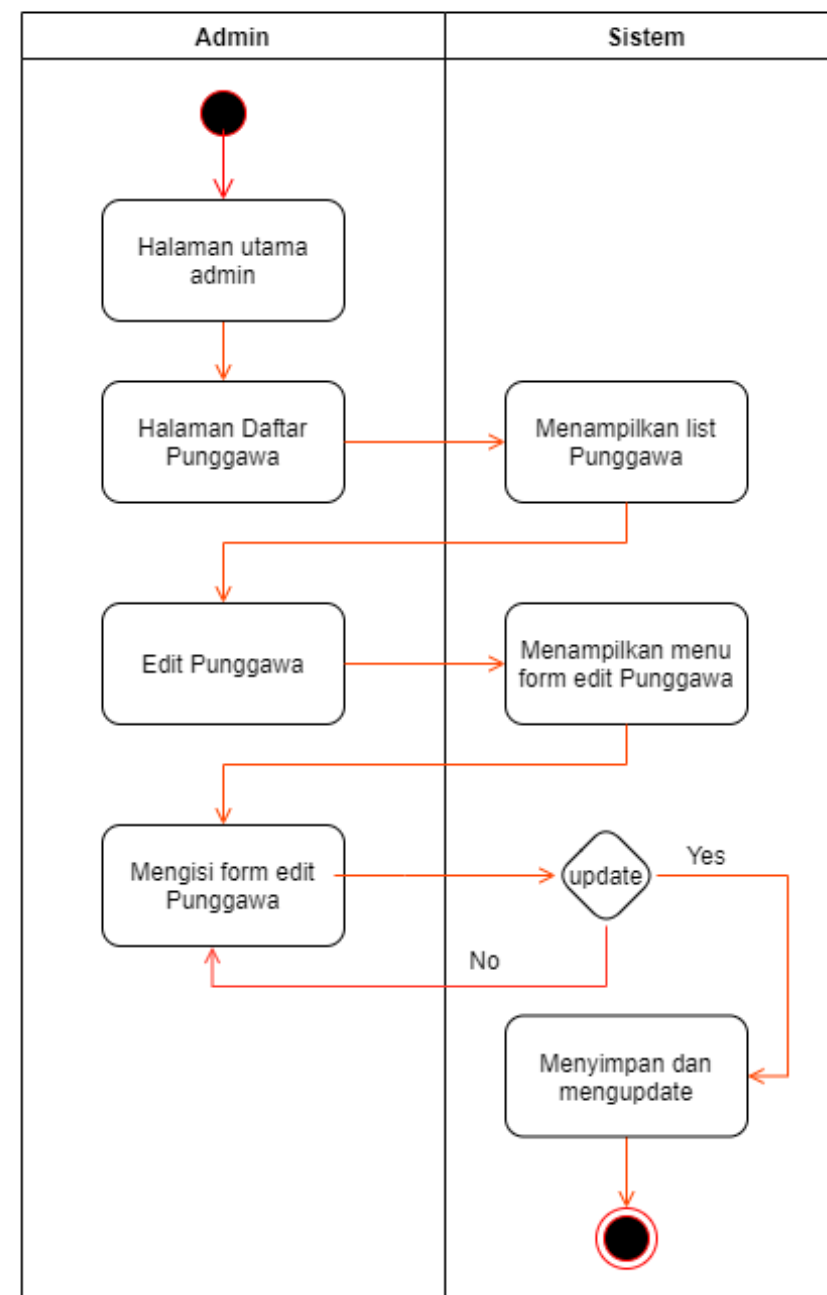 Admin
Sistem
Halaman utama
admin
Halaman Daftar
Punggawa
Menampilkan list
Punggawa
Edit Punggawa
Menampilkan menu
form edit Punggawa
Mengisi form edit
Punggawa
update
Yes
No
Menyimpan dan
mengupdate